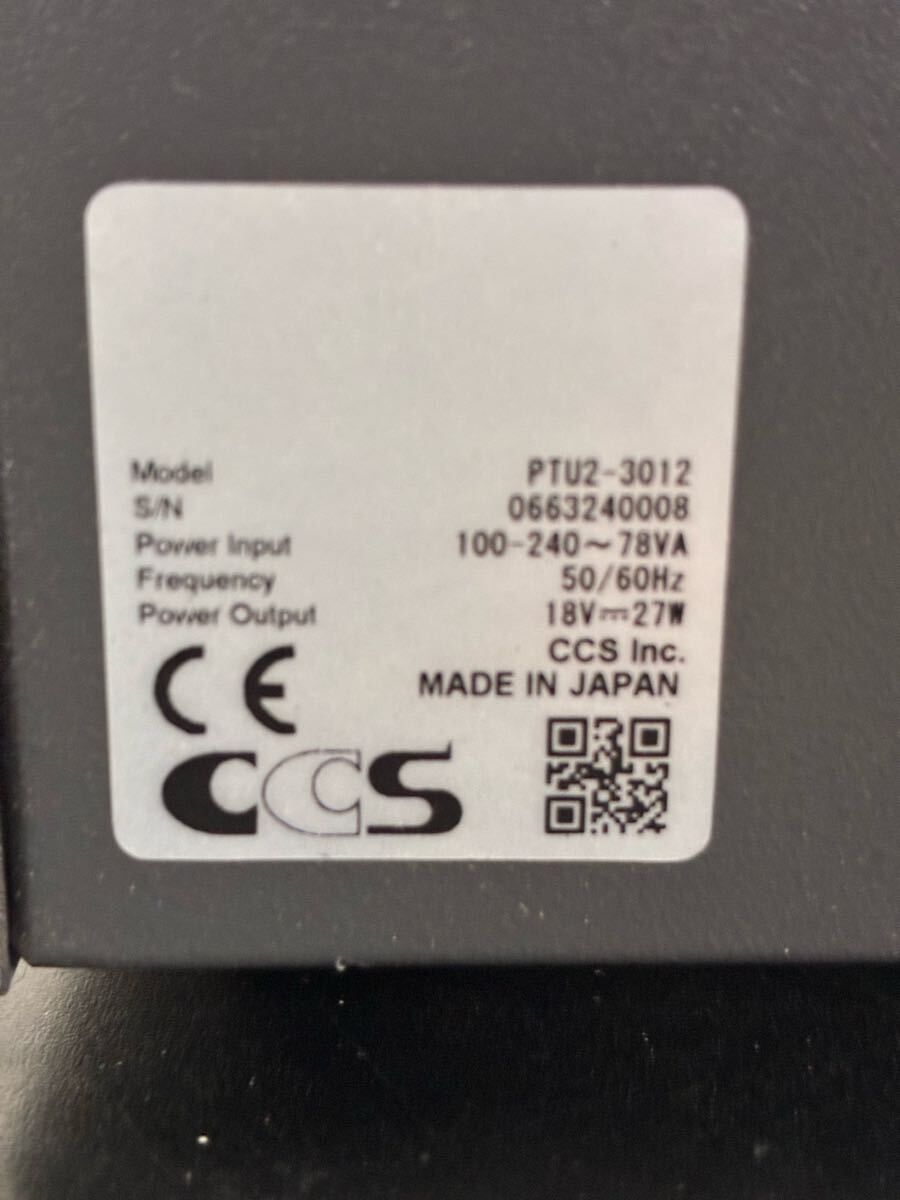 Model PTU2-3012
S/N 0663240008
Power Input 100-240~78VA
Frequency 50/60Hz
Power Output 18V⎓27W
CCS Inc.
MADE IN JAPAN
CE
CCS